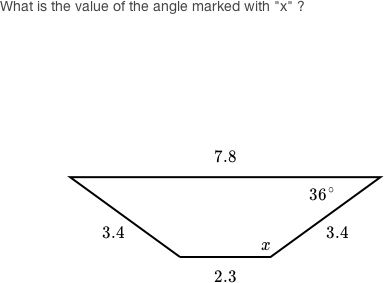 What is the value of the angle marked with "x" ?
7.8
36°
3.4
3.4
x
2.3